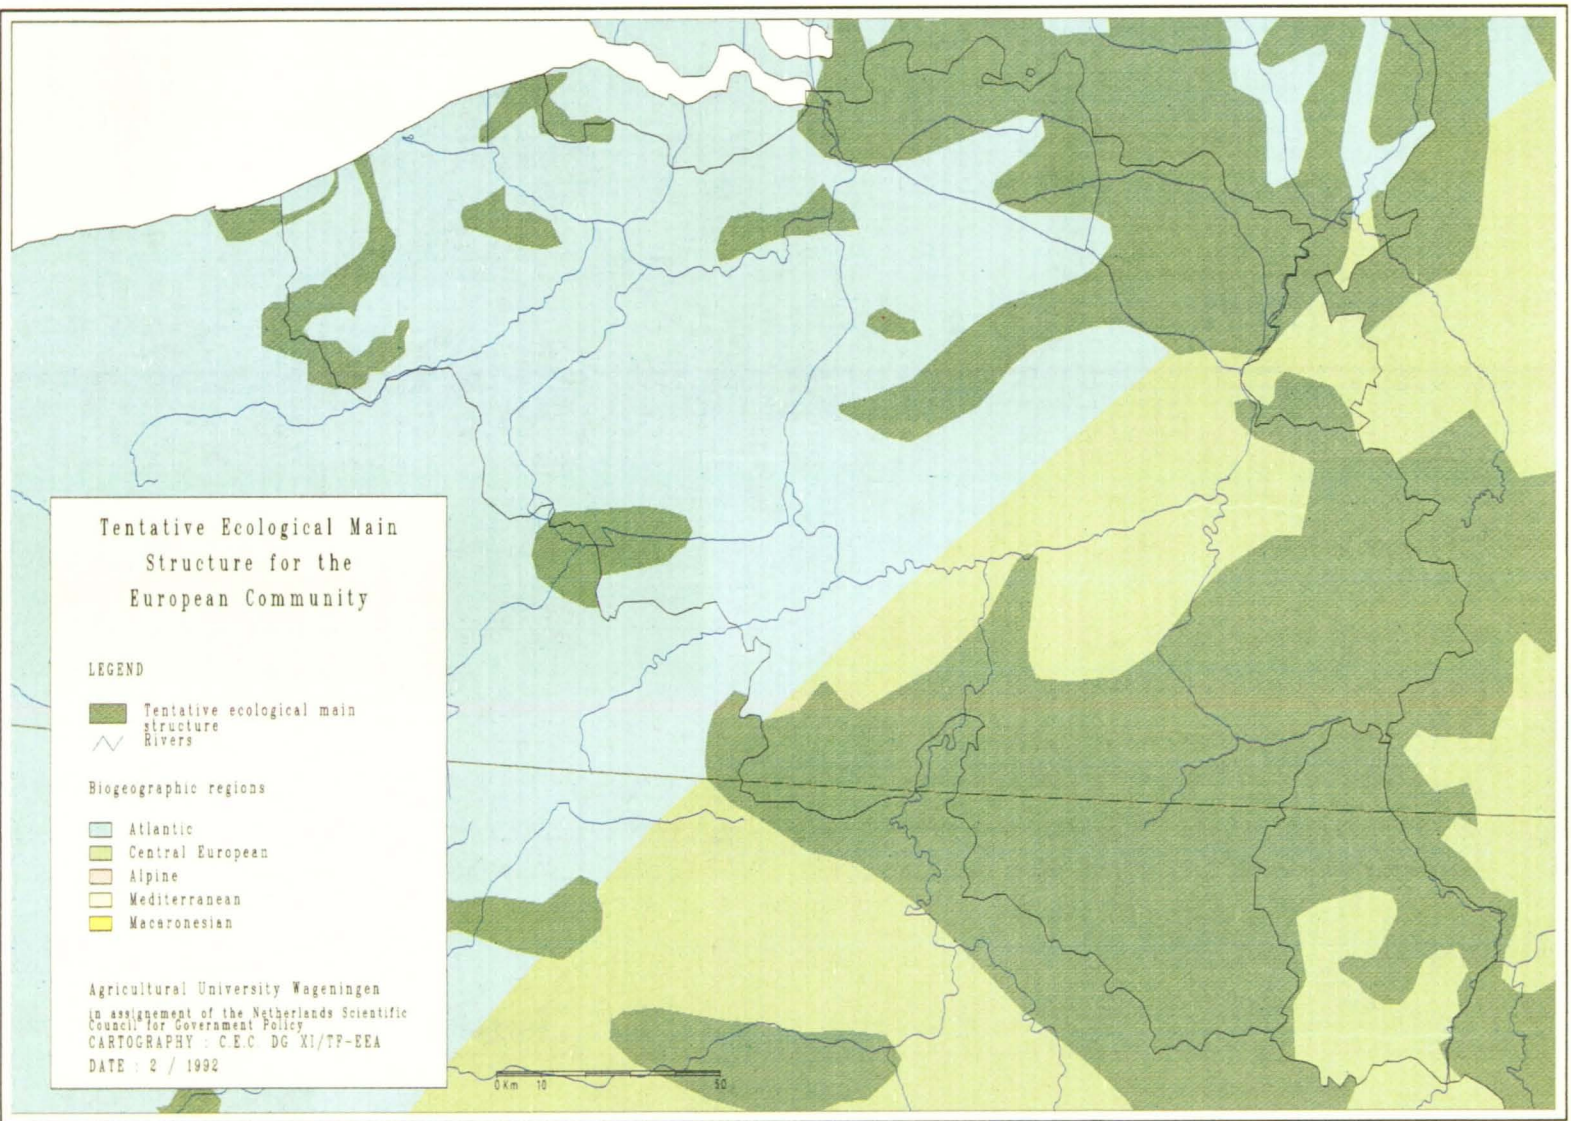 Tentative Ecological Main
Structure for the
European Community
LEGEND
Tentative ecological main
structure
Rivers
Biogeographic regions
Atlantic
Central European
Alpine
Mediterranean
Macaronesian
Agricultural University Wageningen
in assignement of the Netherlands Scientific
Council for Government Policy
CARTOGRAPHY : C.E.C. DG XI/TF-EEA
DATE : 2 / 1992
0 Km 10 50